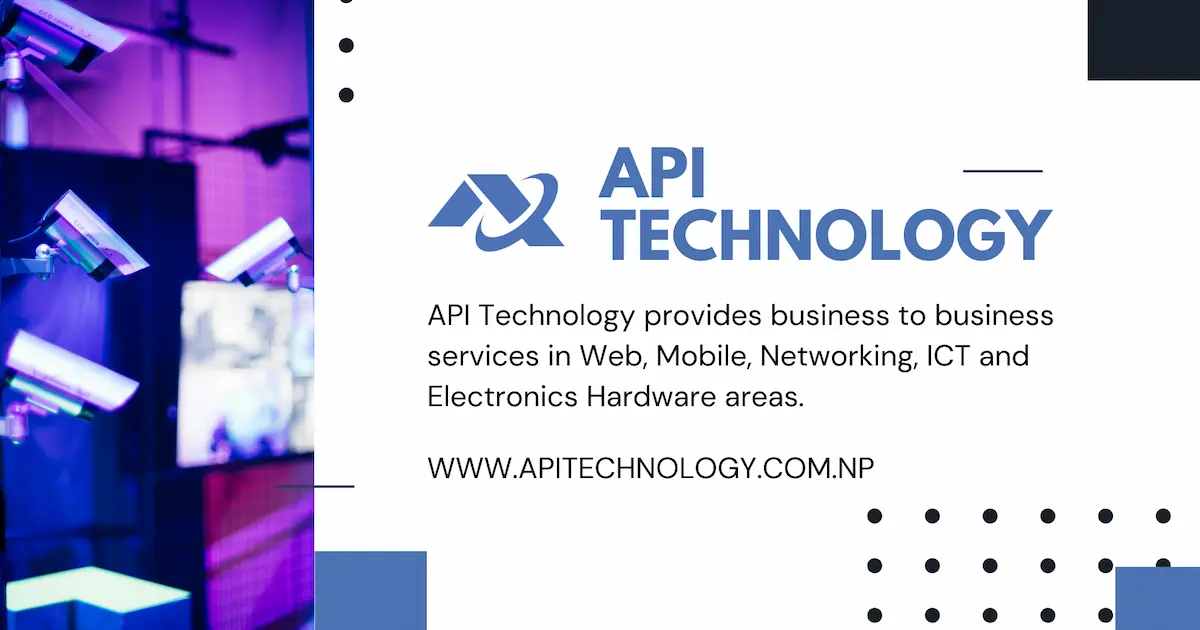 API
TECHNOLOGY
API Technology provides business to business
services in Web, Mobile, Networking, ICT and
Electronics Hardware areas.
WWW.APITECHNOLOGY.COM.NP